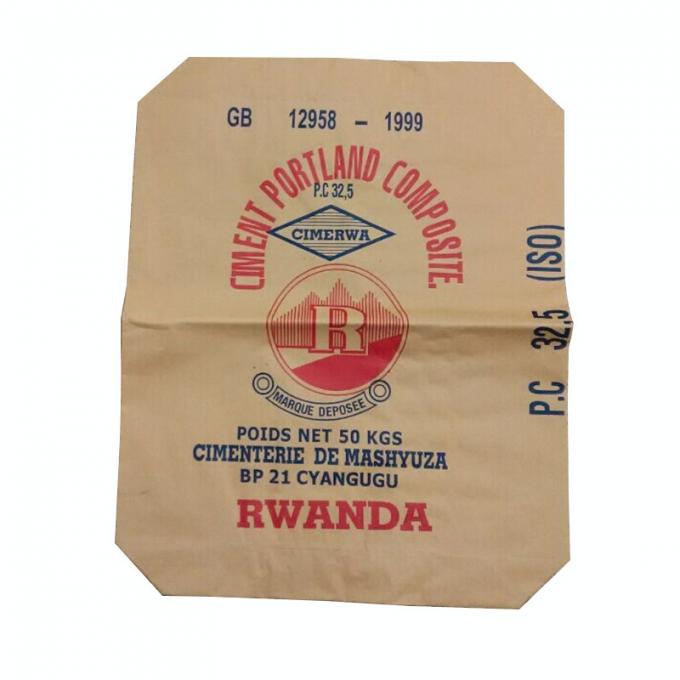 GB 12958 – 1999
CIMENT PORTLAND COMPOSITE.
P.C 32,5
CIMERWA
R
MARQUE DEPOSEE
POIDS NET 50 KGS
CIMENTERIE DE MASHYUZA
BP 21 CYANGUGU
RWANDA
P.C 32,5 (ISO)